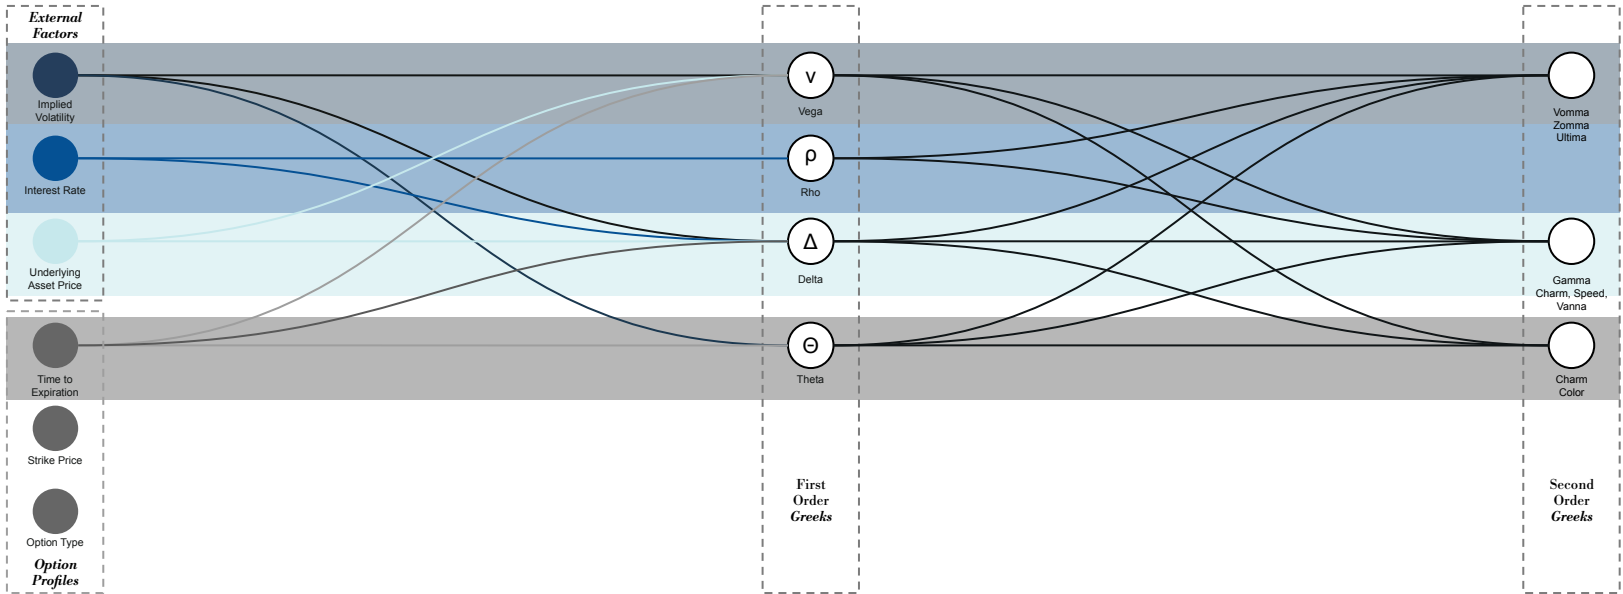 External
Factors
Implied
Volatility
Interest Rate
Underlying
Asset Price
Time to
Expiration
Strike Price
Option Type
Option
Profiles
v
Vega
ρ
Rho
Δ
Delta
Θ
Theta
First
Order
Greeks
Vomma
Zomma
Ultima
Gamma
Charm, Speed,
Vanna
Charm
Color
Second
Order
Greeks